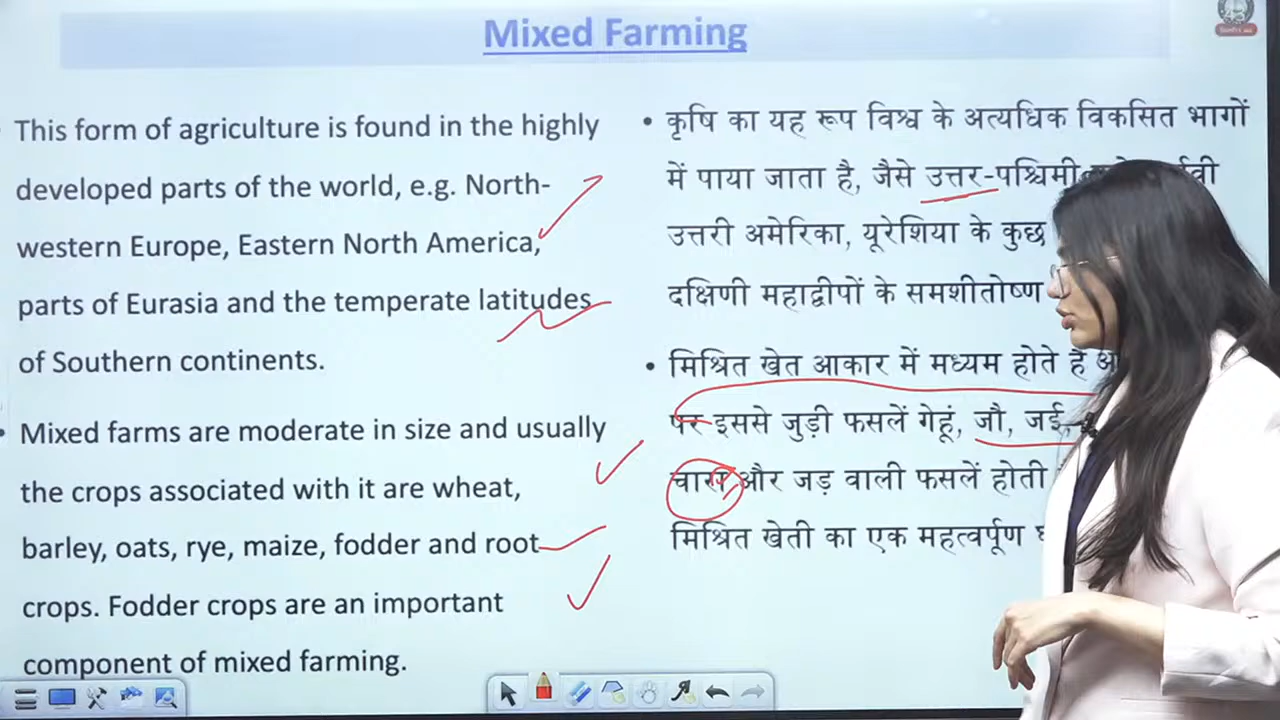 Mixed Farming
This form of agriculture is found in the highly
developed parts of the world, e.g. North-
western Europe, Eastern North America,
parts of Eurasia and the temperate latitudes
of Southern continents.
Mixed farms are moderate in size and usually
the crops associated with it are wheat,
barley, oats, rye, maize, fodder and root
crops. Fodder crops are an important
component of mixed farming.
• कृषि का यह रूप विश्व के अत्यधिक विकसित भागों
में पाया जाता है, जैसे उत्तर-पश्चिमी
उत्तरी अमेरिका, यूरेशिया के कुछ
दक्षिणी महाद्वीपों के समशीतोष्ण
• मिश्रित खेत आकार में मध्यम होते हैं
पर इससे जुड़ी फसलें गेहूं, जौ, जई,
और जड़ वाली फसलें होती
मिश्रित खेती का एक महत्वपूर्ण